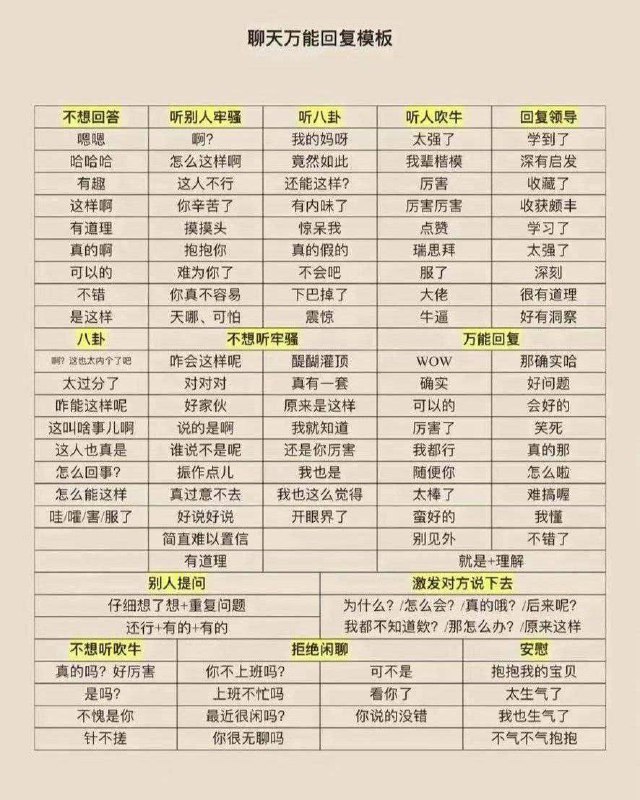 聊天万能回复模板
不想回答 听别人牢骚 听八卦 听人吹牛 回复领导
嗯嗯 啊? 我的妈呀 太强了 学到了
哈哈哈 怎么这样啊 竟然如此 我辈楷模 深有启发
有趣 这人不行 还能这样? 厉害 收藏了
这样啊 你辛苦了 有内味了 厉害厉害 收获颇丰
有道理 摸摸头 惊呆我 点赞 学习了
真的啊 抱抱你 真的假的 瑞思拜 太强了
可以的 难为你了 不会吧 服了 深刻
不错 你真不容易 下巴掉了 大佬 很有道理
是这样 天哪、可怕 震惊 牛逼 好有洞察
八卦 不想听牢骚 万能回复
啊? 这也太内个了吧 咋会这样呢 醍醐灌顶 WOW 那确实哈
太过分了 对对对 真有一套 确实 好问题
咋能这样呢 好家伙 原来是这样 可以的 会好的
这叫啥事儿啊 说的是啊 我就知道 厉害了 笑死
这人也真是 谁说不是呢 还是你厉害 我都行 真的那
怎么回事? 振作点儿 我也是 随便你 怎么啦
怎么能这样 真过意不去 我也这么觉得 太棒了 难搞喔
哇/嚯/害/服了 好说好说 开眼界了 蛮好的 我懂
简直难以置信 别见外 不错了
有道理 就是+理解
别人提问 激发对方说下去
仔细想了想+重复问题 为什么? /怎么会? /真的哦? /后来呢?
还行+有的+有的 我都不知道欸? /那怎么办? /原来这样
不想听吹牛 拒绝闲聊 安慰
真的吗? 好厉害 你不上班吗? 可不是 抱抱我的宝贝
是吗? 上班不忙吗 看你了 太生气了
不愧是你 最近很闲吗? 你说的没错 我也生气了
针不搓 你很无聊吗 不气不气抱抱